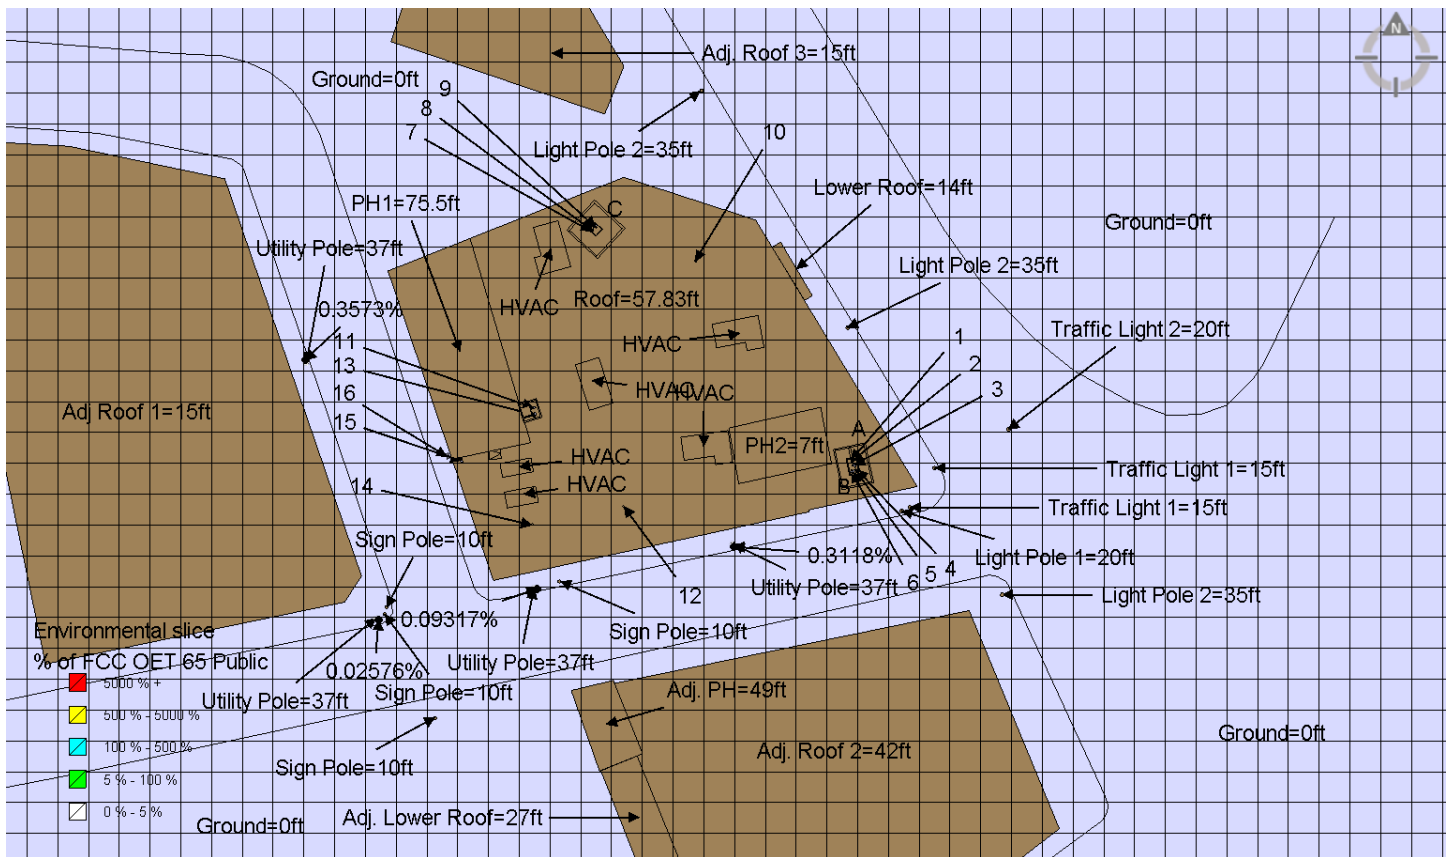 N
Adj. Roof 3=15ft
Ground=0ft
9
8
7
10
Light Pole 2=35ft
Lower Roof=14ft
PH1=75.5ft
C
Ground=0ft
Utility Pole=37ft
Light Pole 2=35ft
Roof=57.83ft
HVAC
0.3573%
Traffic Light 2=20ft
11
HVAC
1
13
2
16
HVAC
HVAC
3
Adj Roof 1=15ft
15
A
PH2=7ft
HVAC
Traffic Light 1=15ft
14
HVAC
B
Traffic Light 1=15ft
Sign Pole=10ft
0.3118%
Light Pole 1=20ft
4
5
6
Utility Pole=37ft
12
Light Pole 2=35ft
0.09317%
Sign Pole=10ft
Environmental slice
% of FCC OET 65 Public
Utility Pole=37ft
0.02576%
5000 % +
Sign Pole=10ft
Adj. PH=49ft
Utility Pole=37ft
500 % - 5000 %
Ground=0ft
100 % - 500 %
Adj. Roof 2=42ft
Sign Pole=10ft
5 % - 100 %
0 % - 5 %
Ground=0ft
Adj. Lower Roof=27ft